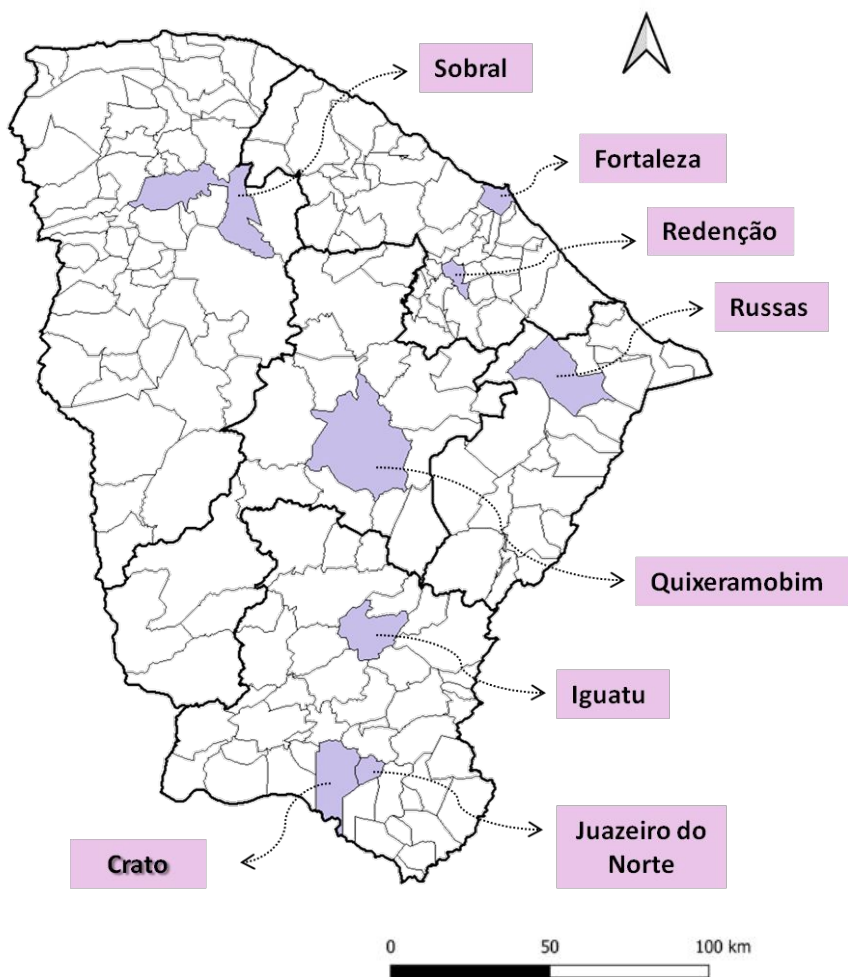 Sobral
Fortaleza
Redenção
Russas
Quixeramobim
Iguatu
Juazeiro do
Norte
Crato
0 50 100 km